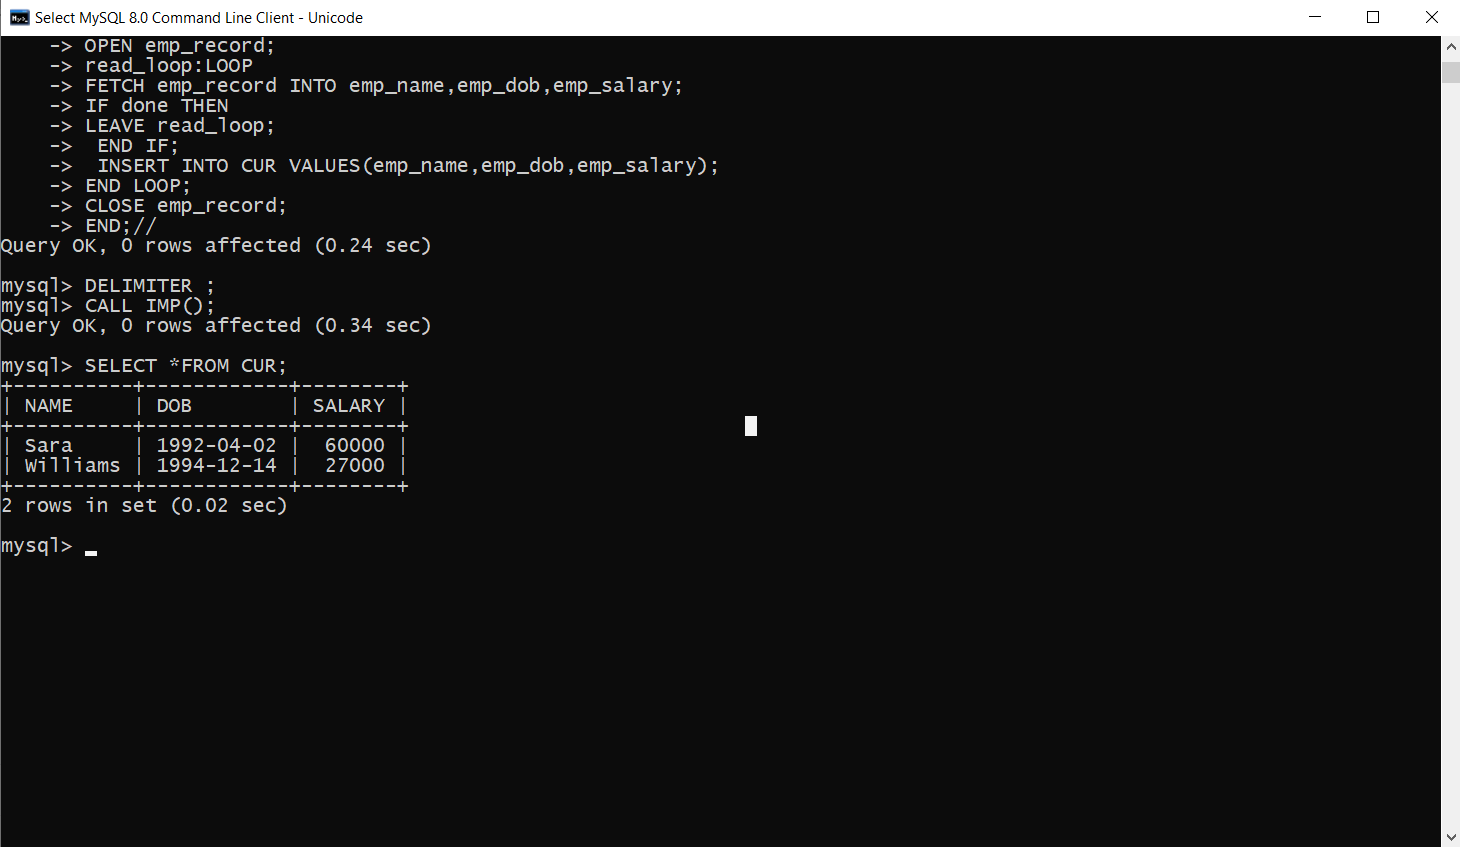 Select MySQL 8.0 Command Line Client - Unicode
    -> OPEN emp_record;
    -> read_loop:LOOP
    -> FETCH emp_record INTO emp_name,emp_dob,emp_salary;
    -> IF done THEN
    -> LEAVE read_loop;
    ->  END IF;
    ->  INSERT INTO CUR VALUES(emp_name,emp_dob,emp_salary);
    -> END LOOP;
    -> CLOSE emp_record;
    -> END;//
Query OK, 0 rows affected (0.24 sec)
mysql> DELIMITER ;
mysql> CALL IMP();
Query OK, 0 rows affected (0.34 sec)
mysql> SELECT *FROM CUR;
+----------+------------+--------+
| NAME     | DOB        | SALARY |
+----------+------------+--------+
| Sara     | 1992-04-02 |  60000 |
| Williams | 1994-12-14 |  27000 |
+----------+------------+--------+
2 rows in set (0.02 sec)
mysql>